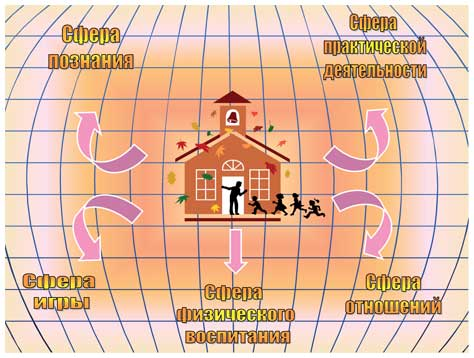 Сфера
познания
Сфера
практической
деятельности
Сфера
игры
Сфера
физического
воспитания
Сфера
отношений